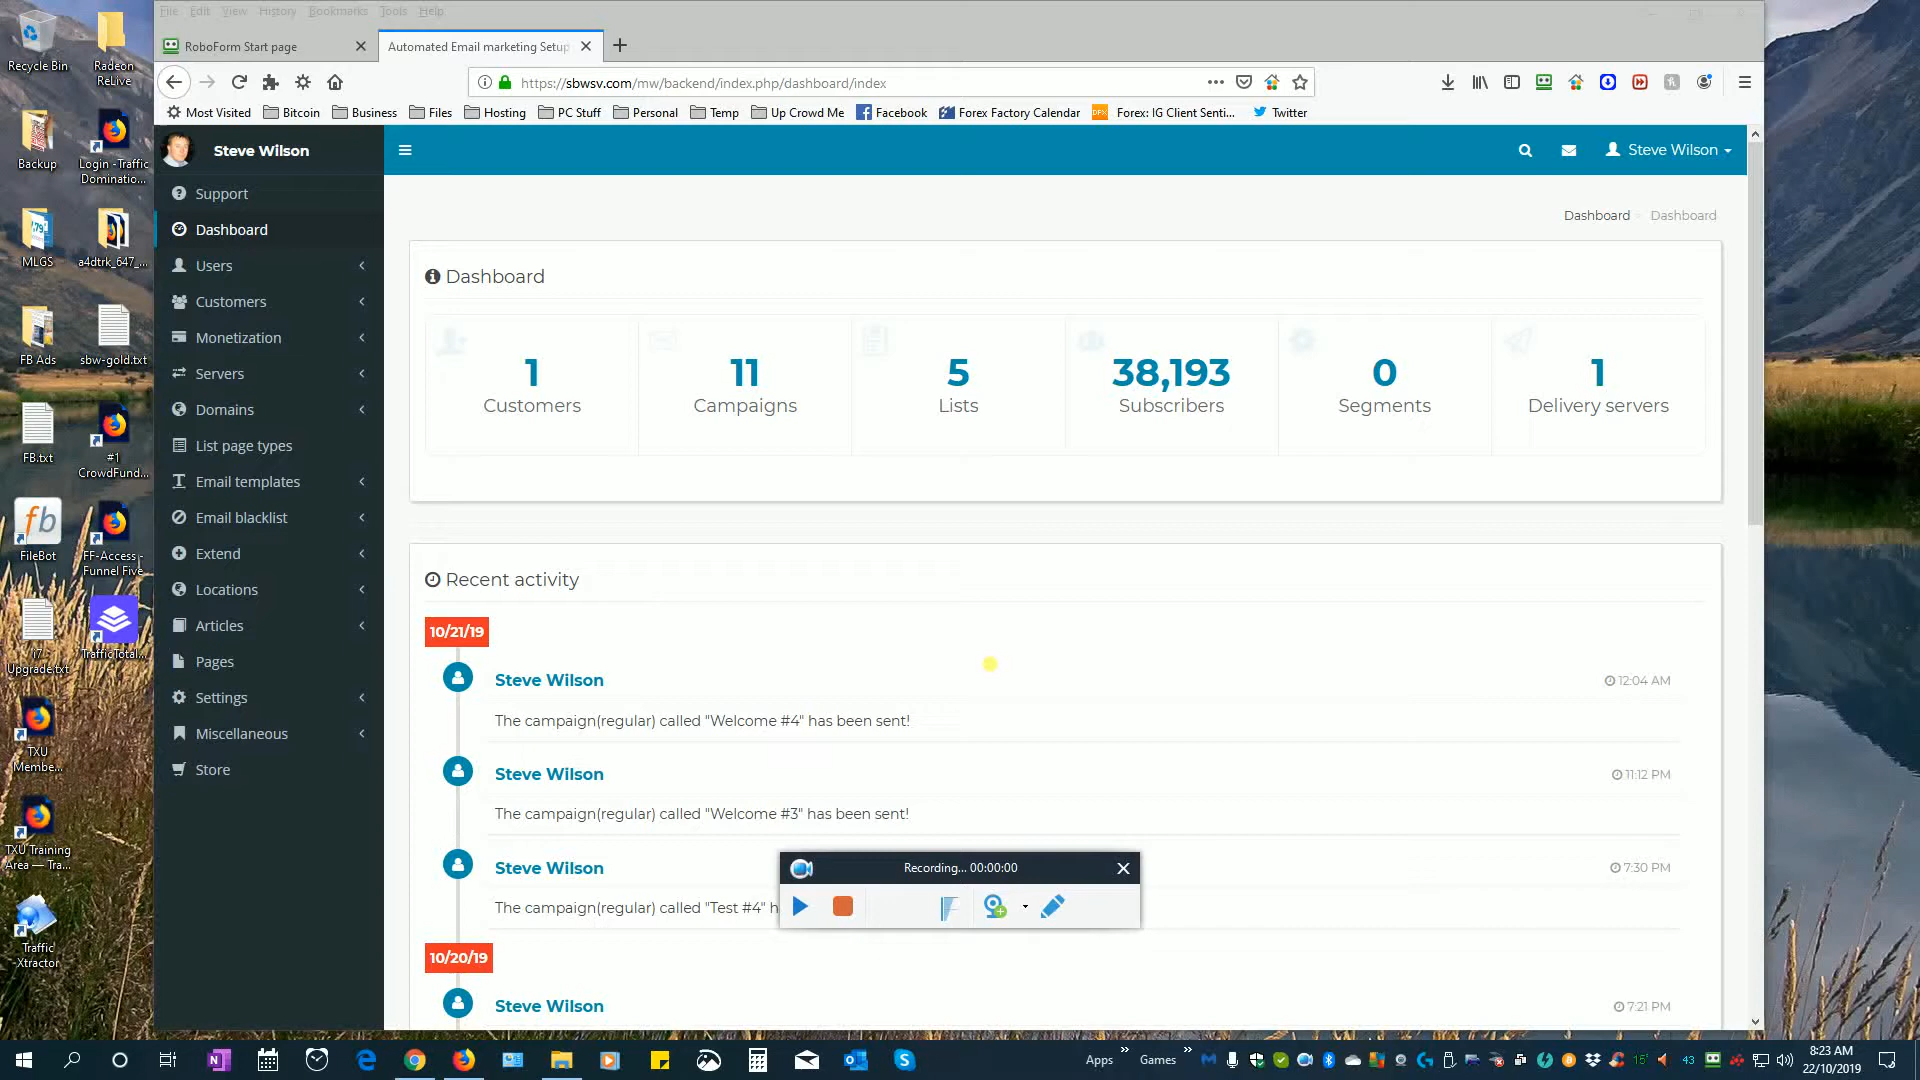 File Edit View History Bookmarks Tools Help
RoboForm Start page
Automated Email marketing Setup
https://sbwsv.com/mw/backend/index.php/dashboard/index
Most Visited Bitcoin Business Files Hosting PC Stuff Personal Temp Up Crowd Me Facebook Forex Factory Calendar Forex: IG Client Senti... Twitter
Steve Wilson
Steve Wilson
Support
Dashboard
Users
Customers
Monetization
Servers
Domains
List page types
Email templates
Email blacklist
Extend
Locations
Articles
Pages
Settings
Miscellaneous
Store
Dashboard Dashboard
Dashboard
1
Customers
11
Campaigns
5
Lists
38,193
Subscribers
0
Segments
1
Delivery servers
Recent activity
10/21/19
Steve Wilson
12:04 AM
The campaign(regular) called "Welcome #4" has been sent!
Steve Wilson
11:12 PM
The campaign(regular) called "Welcome #3" has been sent!
Steve Wilson
7:30 PM
The campaign(regular) called "Test #4" h
10/20/19
Steve Wilson
7:21 PM
Recording... 00:00:00
Recycle Bin
Radeon
ReLive
Backup
Login -Traffic
Dominatio...
MLGS
a4dtrk_647_...
FB Ads
sbw-gold.txt
FB.txt
#1
CrowdFund...
fb
FileBot
FF-Access -
Funnel Five
i7
Upgrade.txt
TrafficTotal...
TXU
Membe...
TXU Training
Area — Tra...
Traffic
-Xtractor
Apps
Games
15°
43
8:23 AM
22/10/2019